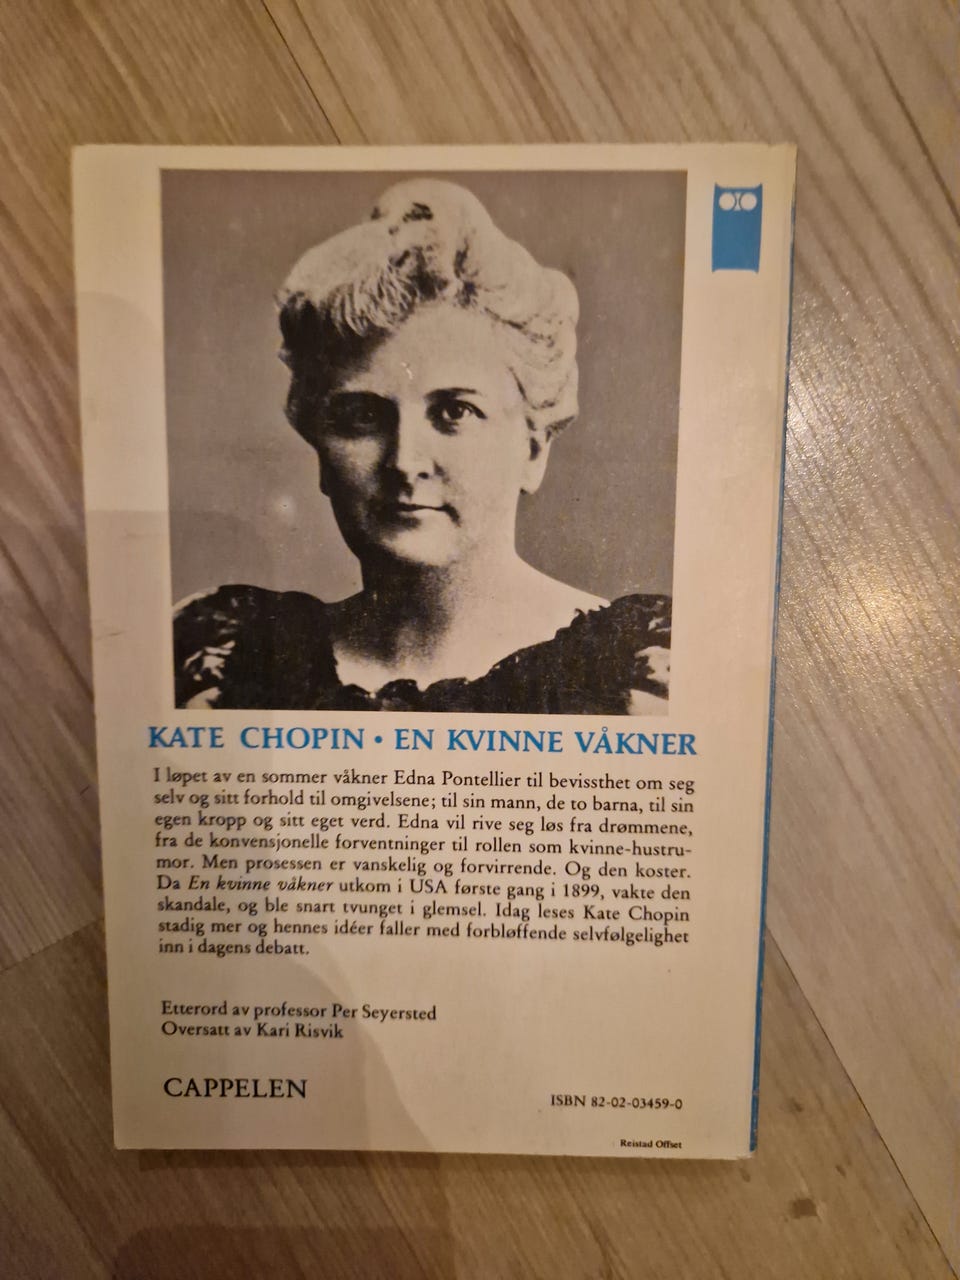 KATE CHOPIN • EN KVINNE VÅKNER
I løpet av en sommer våkner Edna Pontellier til bevissthet om seg
selv og sitt forhold til omgivelsene; til sin mann, de to barna, til sin
egen kropp og sitt eget verd. Edna vil rive seg løs fra drømmene,
fra de konvensjonelle forventninger til rollen som kvinne-hustru-
mor. Men prosessen er vanskelig og forvirrende. Og den koster.
Da En kvinne våkner utkom i USA første gang i 1899, vakte den
skandale, og ble snart tvunget i glemsel. Idag leses Kate Chopin
stadig mer og hennes idéer faller med forbløffende selvfølgelighet
inn i dagens debatt.
Etterord av professor Per Seyersted
Oversatt av Kari Risvik
CAPPELEN
ISBN 82-02-03459-0
Reistad Offset